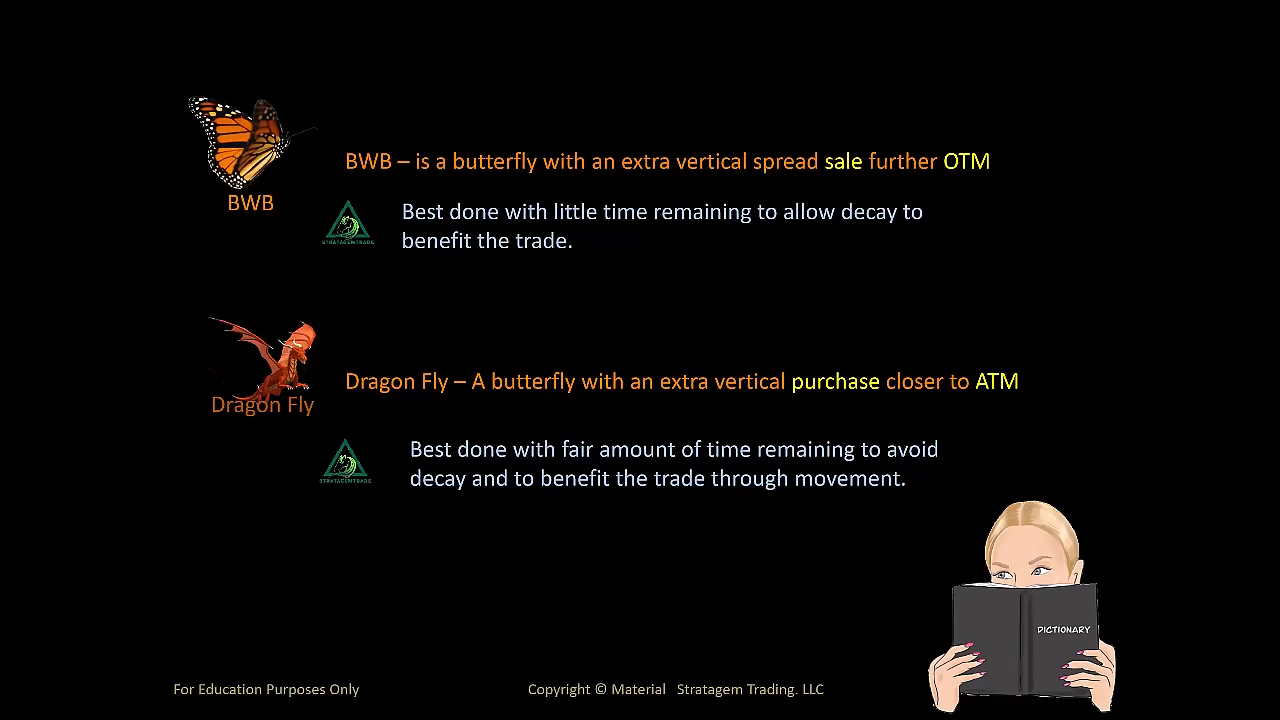 BWB – is a butterfly with an extra vertical spread sale further OTM
BWB
Best done with little time remaining to allow decay to
benefit the trade.
STRATAGEMTRADE
Dragon Fly – A butterfly with an extra vertical purchase closer to ATM
Dragon Fly
Best done with fair amount of time remaining to avoid
decay and to benefit the trade through movement.
STRATAGEMTRADE
DICTIONARY
For Education Purposes Only
Copyright © Material Stratagem Trading. LLC